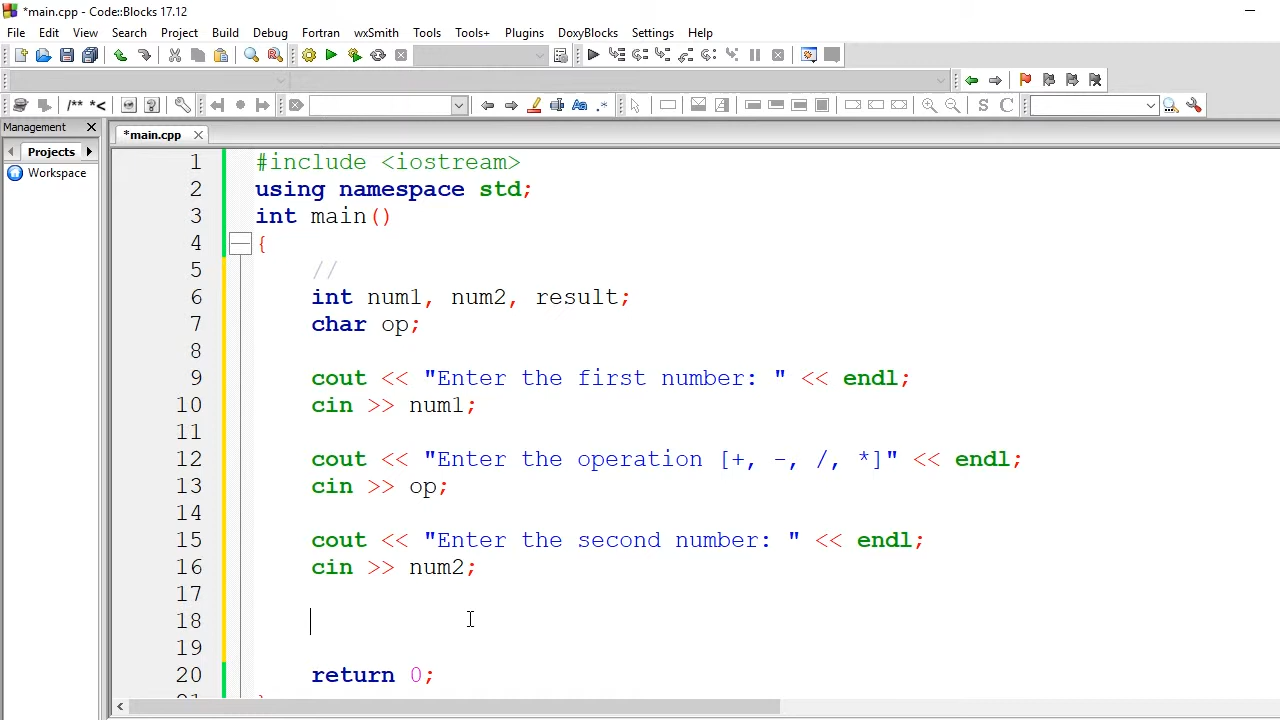 *main.cpp - Code::Blocks 17.12
File Edit View Search Project Build Debug Fortran wxSmith Tools Tools+ Plugins DoxyBlocks Settings Help
/** *<
Aa .*
S C
Management
*main.cpp
Projects
Workspace
1 #include <iostream>
2 using namespace std;
3 int main()
4 {
5 //
6 int num1, num2, result;
7 char op;
8
9 cout << "Enter the first number: " << endl;
10 cin >> num1;
11
12 cout << "Enter the operation [+, -, /, *]" << endl;
13 cin >> op;
14
15 cout << "Enter the second number: " << endl;
16 cin >> num2;
17
18
19
20 return 0;